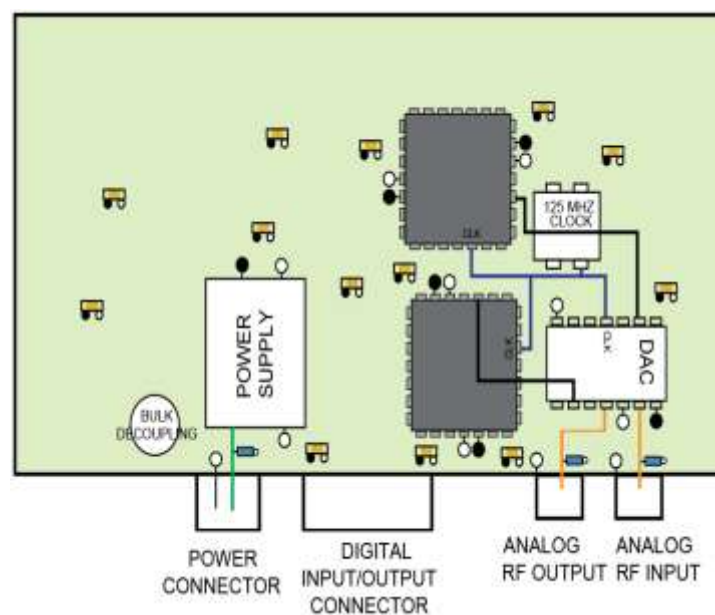 125 MHZ
CLOCK
CLK
CLK
CLK
DAC
POWER
SUPPLY
BULK
DECOUPLING
POWER
CONNECTOR
DIGITAL
INPUT/OUTPUT
CONNECTOR
ANALOG
RF OUTPUT
ANALOG
RF INPUT